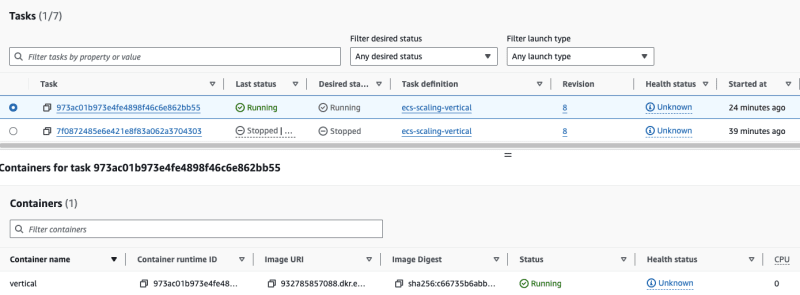 Tasks (1/7)
Filter desired status
Filter launch type
Filter tasks by property or value
Any desired status
Any launch type
Task
Last status
Desired sta...
Task definition
Revision
Health status
Started at
973ac01b973e4fe4898f46c6e862bb55
Running
Running
ecs-scaling-vertical
8
Unknown
24 minutes ago
7f0872485e6e421e8f83a062a3704303
Stopped | ...
Stopped
ecs-scaling-vertical
8
Unknown
39 minutes ago
Containers for task 973ac01b973e4fe4898f46c6e862bb55
Containers (1)
Filter containers
Container name
Container runtime ID
Image URI
Image Digest
Status
Health status
CPU
vertical
973ac01b973e4fe48...
932785857088.dkr.e...
sha256:c66735b6abb...
Running
Unknown
0